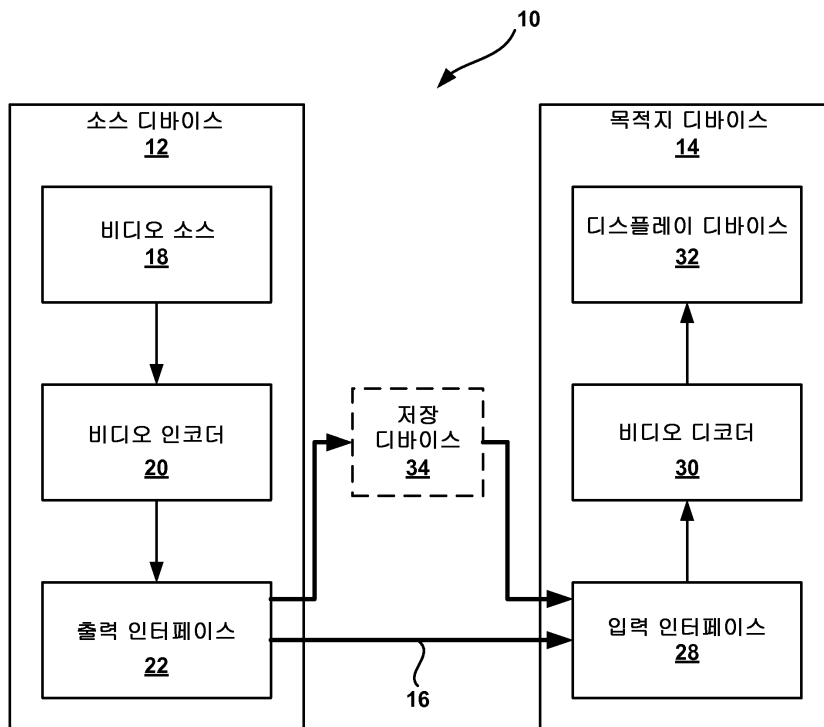 10
소스 디바이스
12
비디오 소스
18
비디오 인코더
20
출력 인터페이스
22
저장
디바이스
34
16
목적지 디바이스
14
디스플레이 디바이스
32
비디오 디코더
30
입력 인터페이스
28